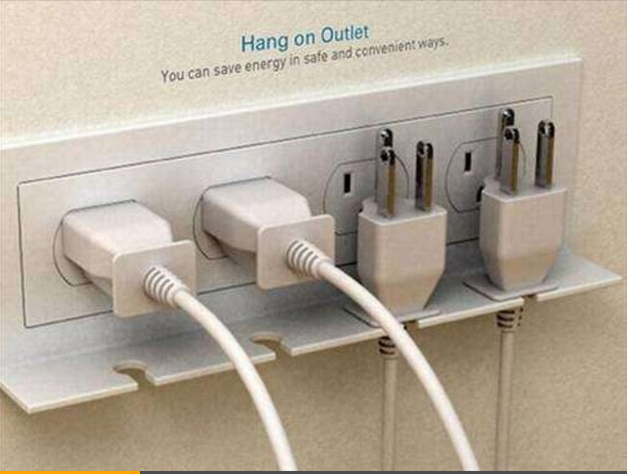 Hang on Outlet
You can save energy in safe and convenient ways.